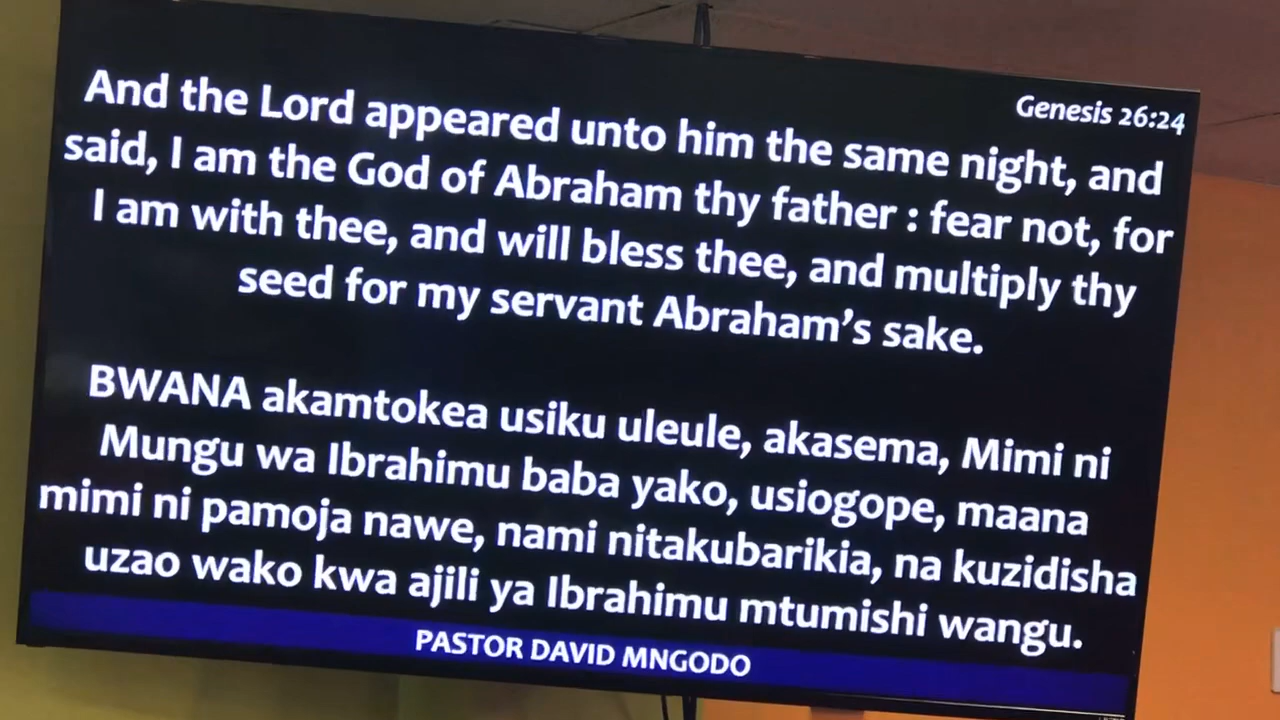 Genesis 26:24
And the Lord appeared unto him the same night, and
said, I am the God of Abraham thy father : fear not, for
I am with thee, and will bless thee, and multiply thy
seed for my servant Abraham's sake.
BWANA akamtokea usiku uleule, akasema, Mimi ni
Mungu wa Ibrahimu baba yako, usiogope, maana
mimi ni pamoja nawe, nami nitakubarikia, na kuzidisha
uzao wako kwa ajili ya Ibrahimu mtumishi wangu.
PASTOR DAVID MNGODO